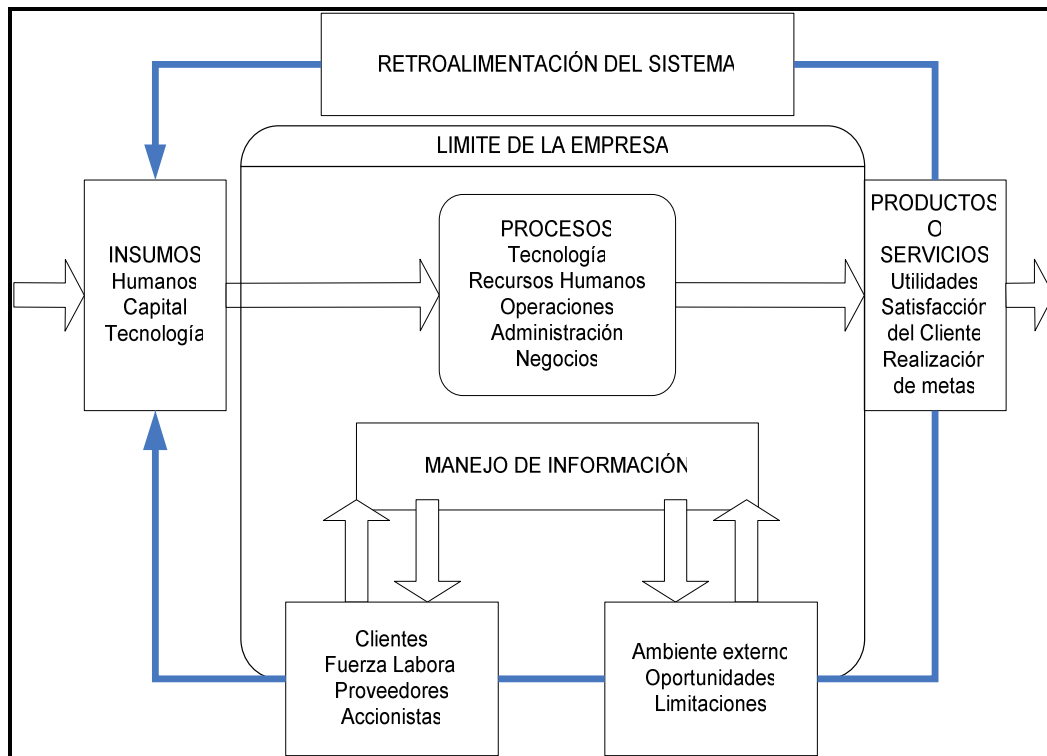 RETROALIMENTACIÓN DEL SISTEMA
LIMITE DE LA EMPRESA
INSUMOS
Humanos
Capital
Tecnología
PROCESOS
Tecnología
Recursos Humanos
Operaciones
Administración
Negocios
PRODUCTOS
O
SERVICIOS
Utilidades
Satisfacción
del Cliente
Realización
de metas
MANEJO DE INFORMACIÓN
Clientes
Fuerza Labora
Proveedores
Accionistas
Ambiente externo
Oportunidades
Limitaciones